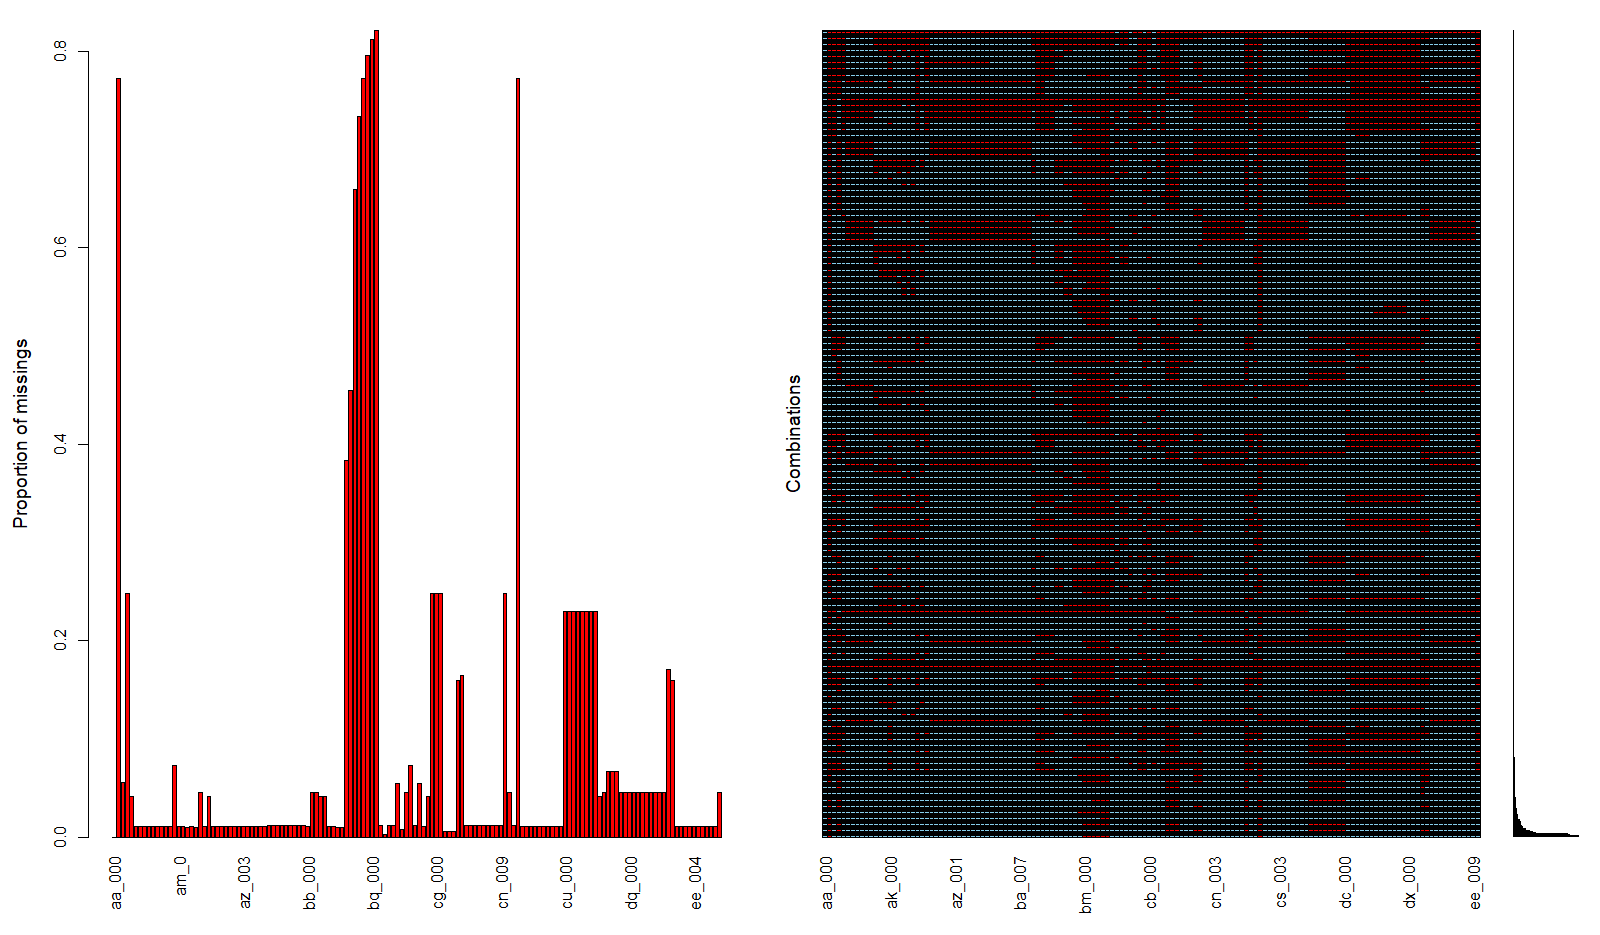 Proportion of missings
0.8
0.6
0.4
0.2
0.0
aa_000
am_0
az_003
bb_000
bq_000
cg_000
cn_009
cu_000
dq_000
ee_004
Combinations
aa_000
ak_000
az_001
ba_007
bm_000
cb_000
cn_003
cs_003
dc_000
dx_000
ee_009